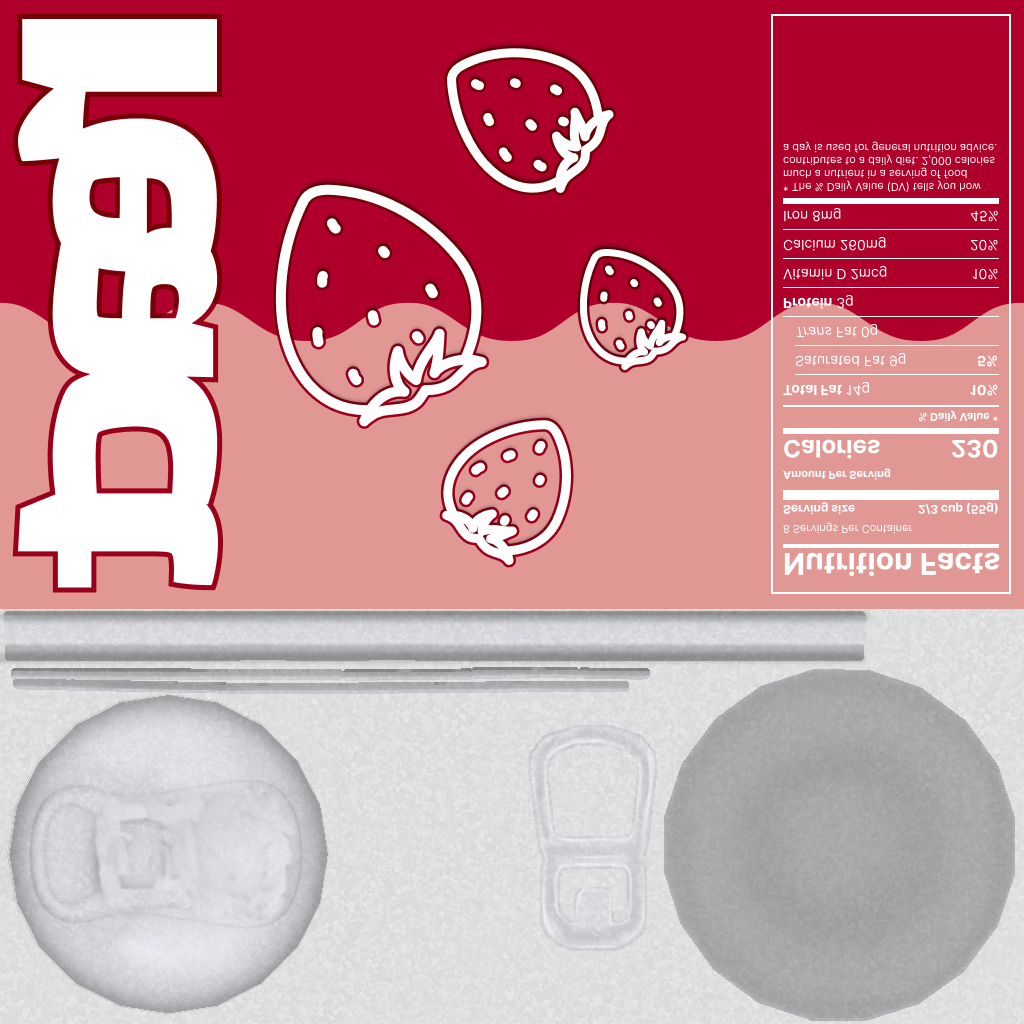 Nutrition Facts
8 Servings Per Container
Serving size 2/3 cup (55g)
Amount Per Serving
Calories 230
% Daily Value *
Total Fat 14g 10%
Saturated Fat 9g 5%
Trans Fat 0g
Protein 3g
Vitamin D 2mcg 10%
Calcium 260mg 20%
Iron 8mg 45%
* The % Daily Value (DV) tells you how
much a nutrient in a serving of food
contributes to a daily diet. 2,000 calories
a day is used for general nutrition advice.